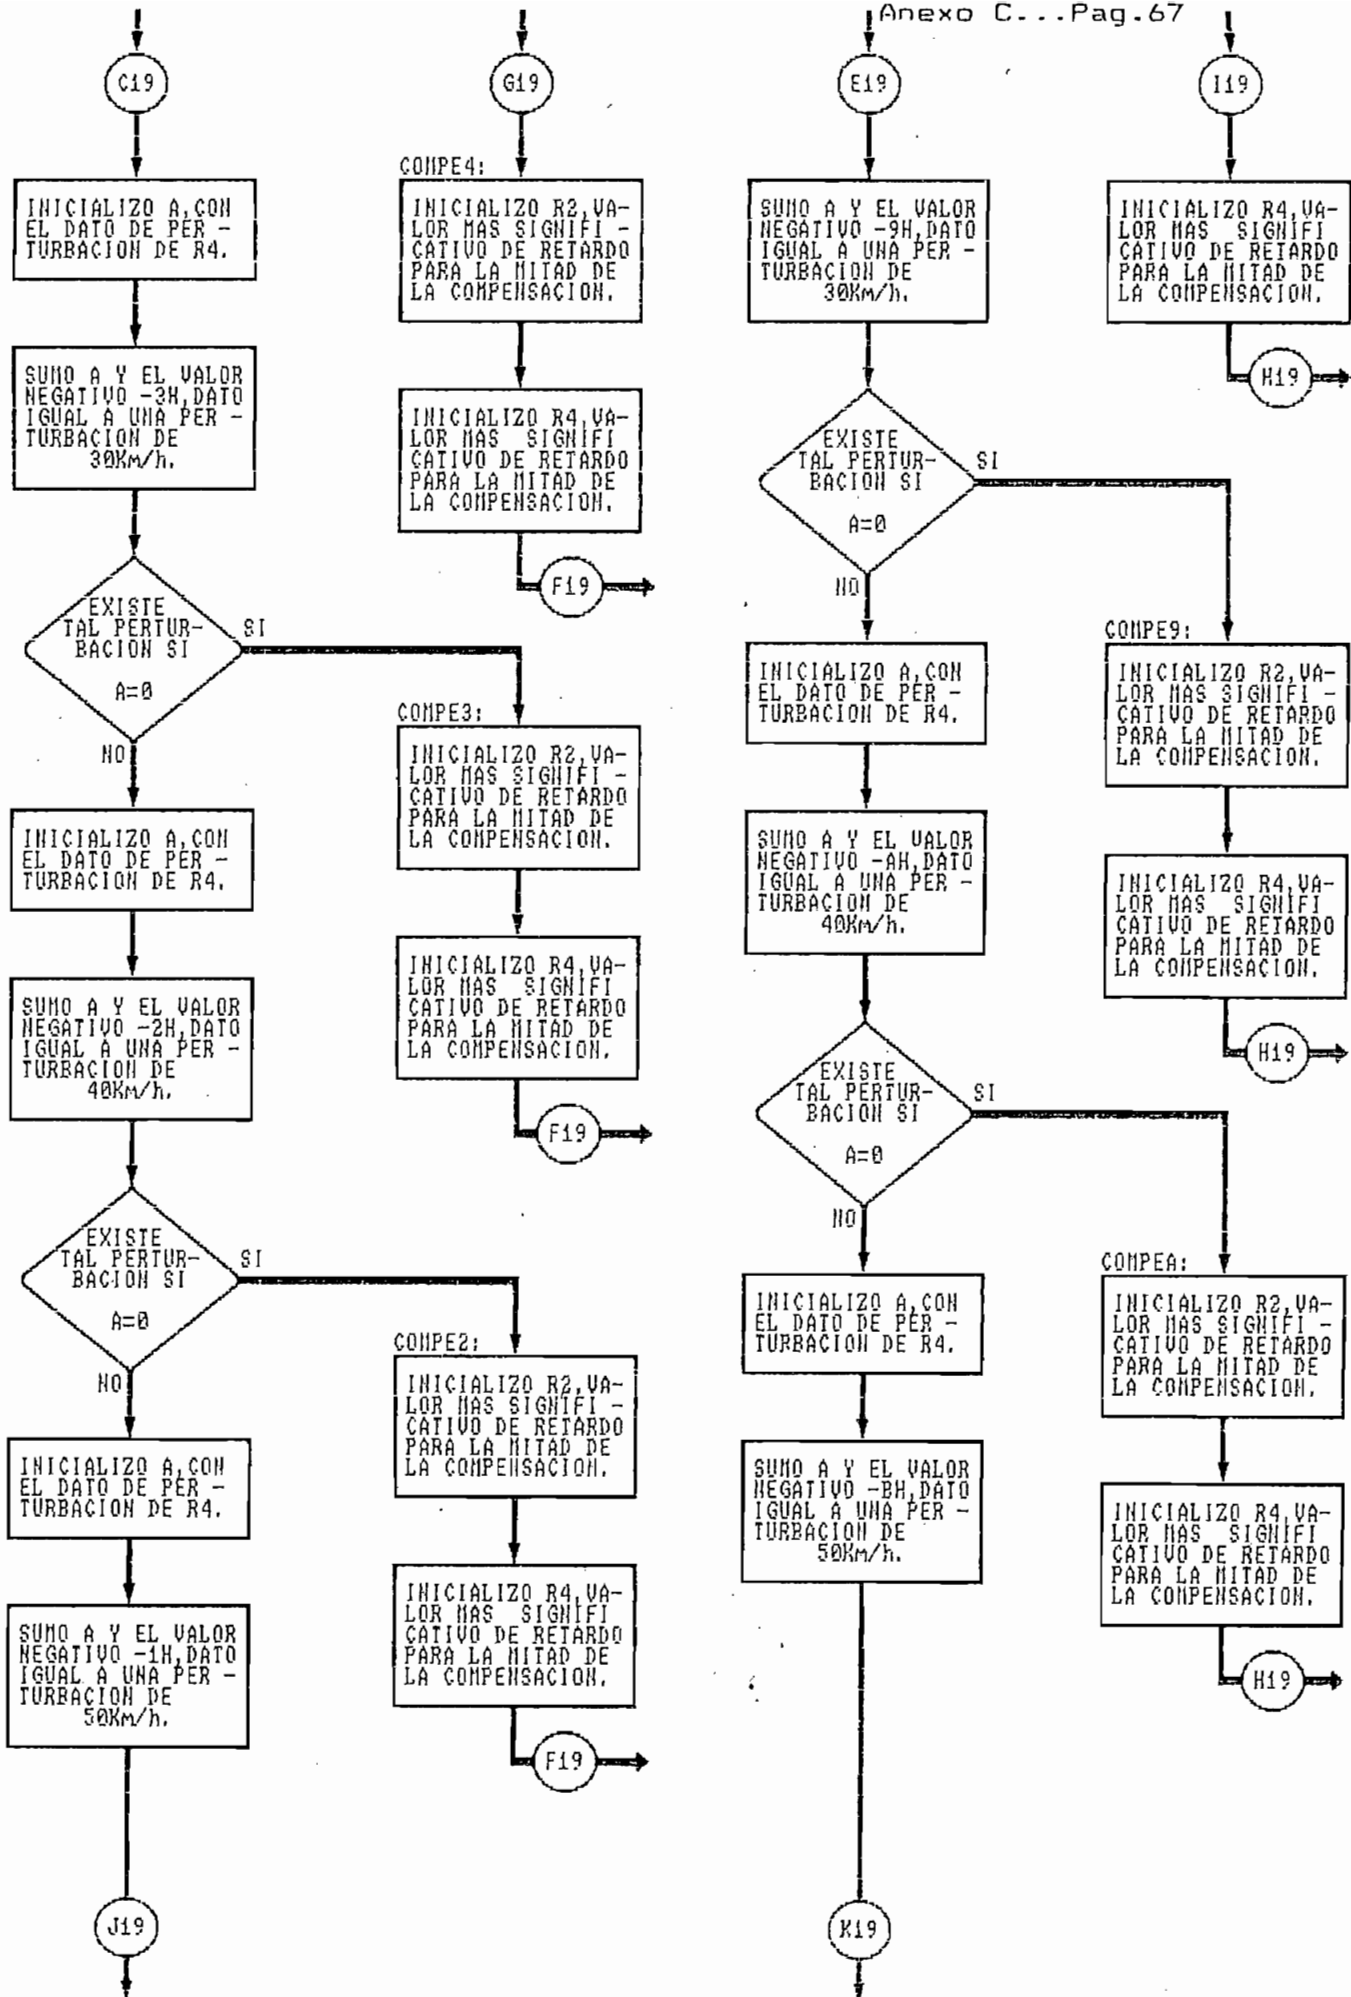 Anexo C...Pag.67
C19
INICIALIZO A,CON
EL DATO DE PER -
TURBACION DE R4.
SUMO A Y EL VALOR
NEGATIVO -3H,DATO
IGUAL A UNA PER -
TURBACION DE
30Km/h.
EXISTE
TAL PERTUR-
BACION SI
A=0
SI
NO
INICIALIZO A,CON
EL DATO DE PER -
TURBACION DE R4.
SUMO A Y EL VALOR
NEGATIVO -2H,DATO
IGUAL A UNA PER -
TURBACION DE
40Km/h.
EXISTE
TAL PERTUR-
BACION SI
A=0
SI
NO
INICIALIZO A,CON
EL DATO DE PER -
TURBACION DE R4.
SUMO A Y EL VALOR
NEGATIVO -1H,DATO
IGUAL A UNA PER -
TURBACION DE
50Km/h.
J19
G19
COMPE4:
INICIALIZO R2,VA-
LOR MAS SIGNIFI -
CATIVO DE RETARDO
PARA LA MITAD DE
LA COMPENSACION.
INICIALIZO R4,VA-
LOR MAS SIGNIFI
CATIVO DE RETARDO
PARA LA MITAD DE
LA COMPENSACION.
F19
COMPE3:
INICIALIZO R2,VA-
LOR MAS SIGNIFI -
CATIVO DE RETARDO
PARA LA MITAD DE
LA COMPENSACION.
INICIALIZO R4,VA-
LOR MAS SIGNIFI
CATIVO DE RETARDO
PARA LA MITAD DE
LA COMPENSACION.
F19
COMPE2:
INICIALIZO R2,VA-
LOR MAS SIGNIFI -
CATIVO DE RETARDO
PARA LA MITAD DE
LA COMPENSACION.
INICIALIZO R4,VA-
LOR MAS SIGNIFI
CATIVO DE RETARDO
PARA LA MITAD DE
LA COMPENSACION.
F19
E19
SUMO A Y EL VALOR
NEGATIVO -9H,DATO
IGUAL A UNA PER -
TURBACION DE
30Km/h.
EXISTE
TAL PERTUR-
BACION SI
A=0
SI
NO
INICIALIZO A,CON
EL DATO DE PER -
TURBACION DE R4.
SUMO A Y EL VALOR
NEGATIVO -AH,DATO
IGUAL A UNA PER -
TURBACION DE
40Km/h.
EXISTE
TAL PERTUR-
BACION SI
A=0
SI
NO
INICIALIZO A,CON
EL DATO DE PER -
TURBACION DE R4.
SUMO A Y EL VALOR
NEGATIVO -BH,DATO
IGUAL A UNA PER -
TURBACION DE
50Km/h.
K19
I19
INICIALIZO R4,VA-
LOR MAS SIGNIFI
CATIVO DE RETARDO
PARA LA MITAD DE
LA COMPENSACION.
H19
COMPE9:
INICIALIZO R2,VA-
LOR MAS SIGNIFI -
CATIVO DE RETARDO
PARA LA MITAD DE
LA COMPENSACION.
INICIALIZO R4,VA-
LOR MAS SIGNIFI
CATIVO DE RETARDO
PARA LA MITAD DE
LA COMPENSACION.
H19
COMPEA:
INICIALIZO R2,VA-
LOR MAS SIGNIFI -
CATIVO DE RETARDO
PARA LA MITAD DE
LA COMPENSACION.
INICIALIZO R4,VA-
LOR MAS SIGNIFI
CATIVO DE RETARDO
PARA LA MITAD DE
LA COMPENSACION.
H19